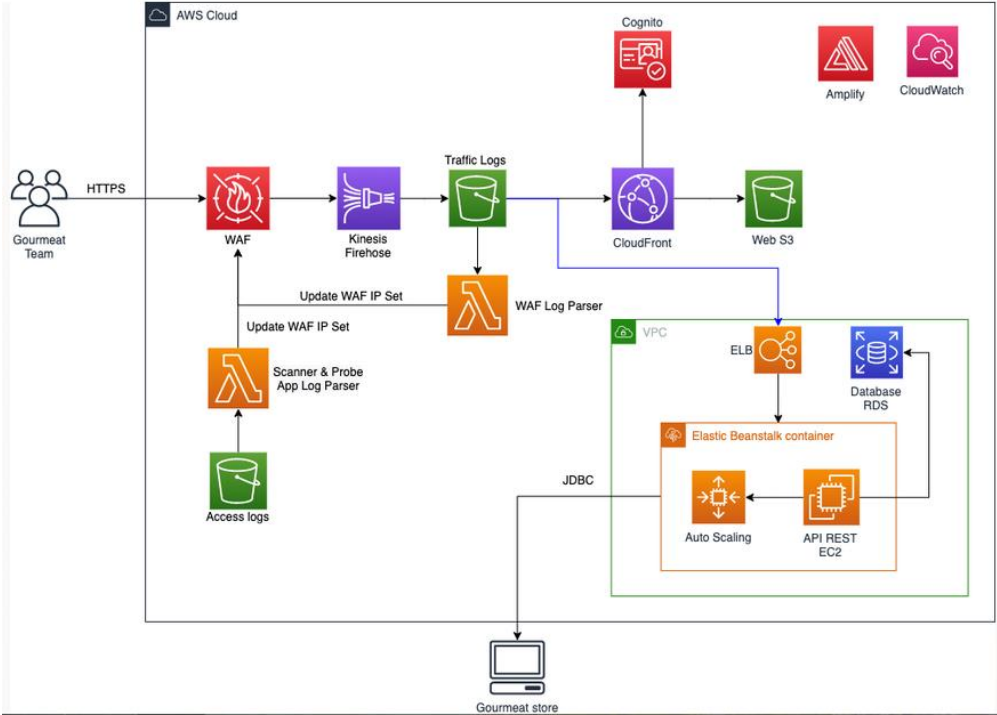 AWS Cloud
Cognito
Amplify
CloudWatch
Traffic Logs
HTTPS
Gourmeat
Team
WAF
Kinesis
Firehose
CloudFront
Web S3
Update WAF IP Set
WAF Log Parser
Update WAF IP Set
VPC
ELB
Scanner & Probe
App Log Parser
Database
RDS
Elastic Beanstalk container
JDBC
Access logs
Auto Scaling
API REST
EC2
Gourmeat store